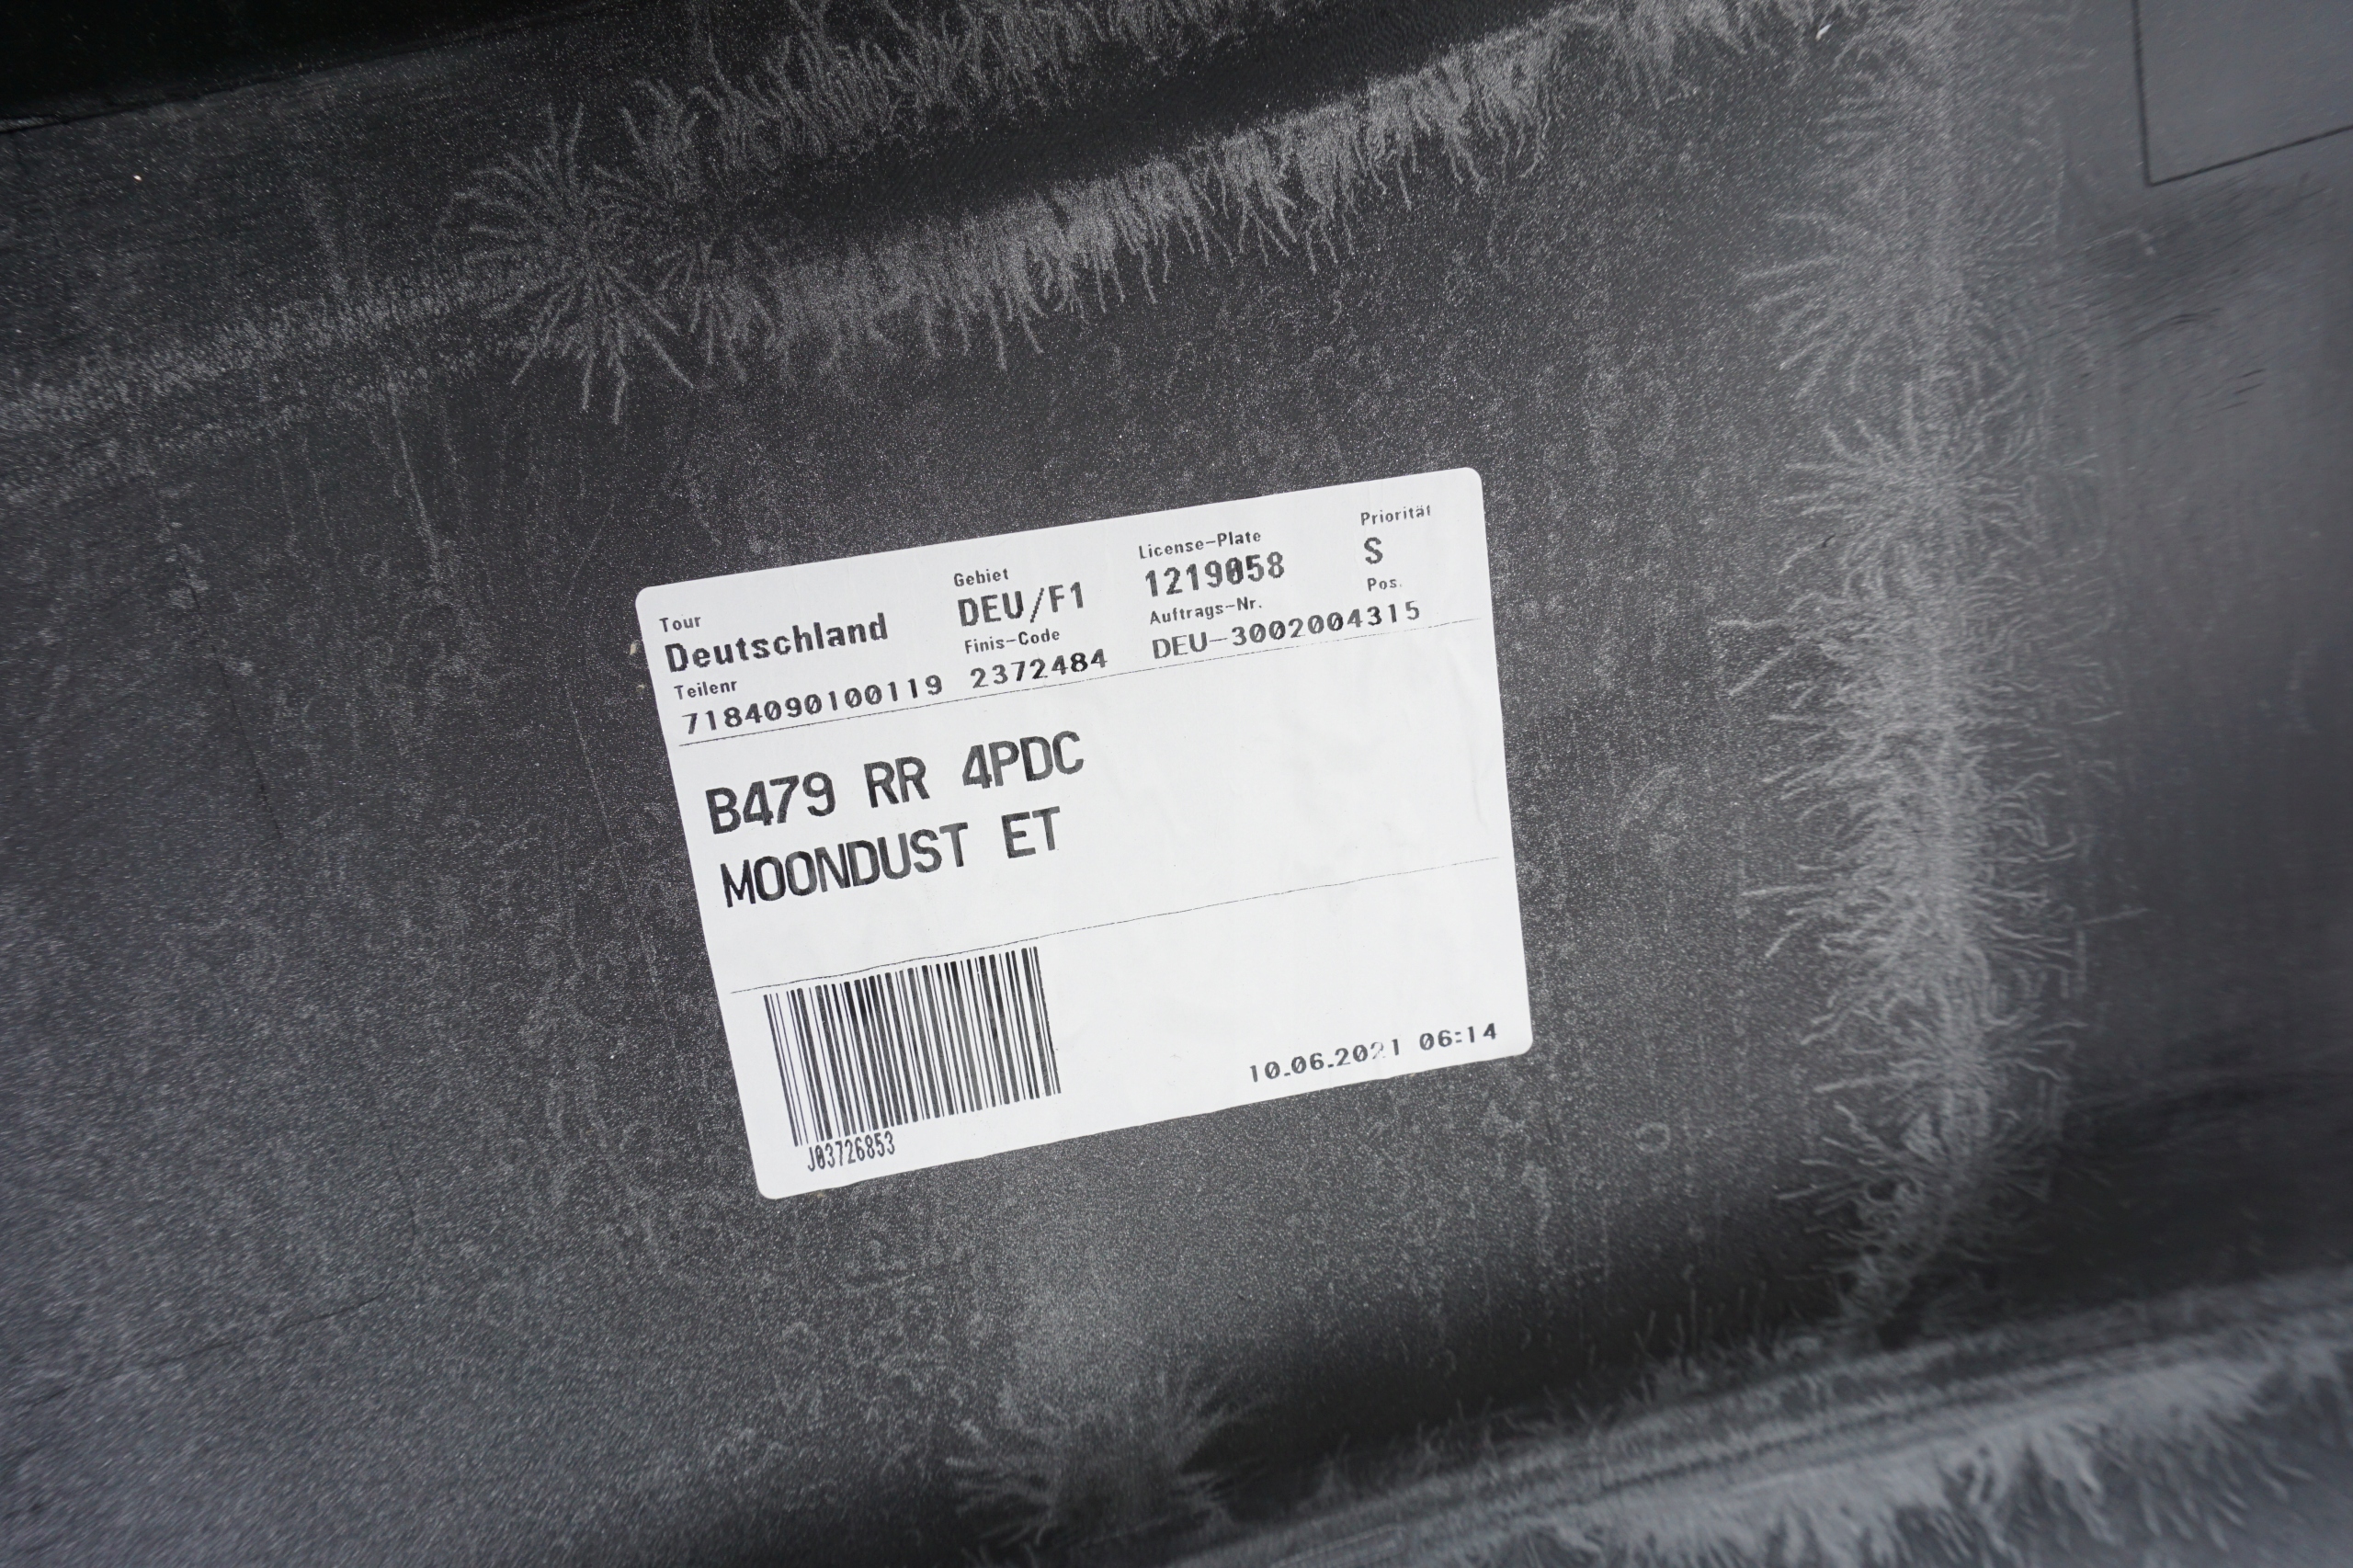 Tour Gebiet License-Plate Priorität
Deutschland DEU/F1 1219058 S
Teilenr Finis-Code Auftrags-Nr. Pos.
7184090100119 2372484 DEU-3002004315
B479 RR 4PDC
MOONDUST ET
J03726853
10.06.2021 06:14